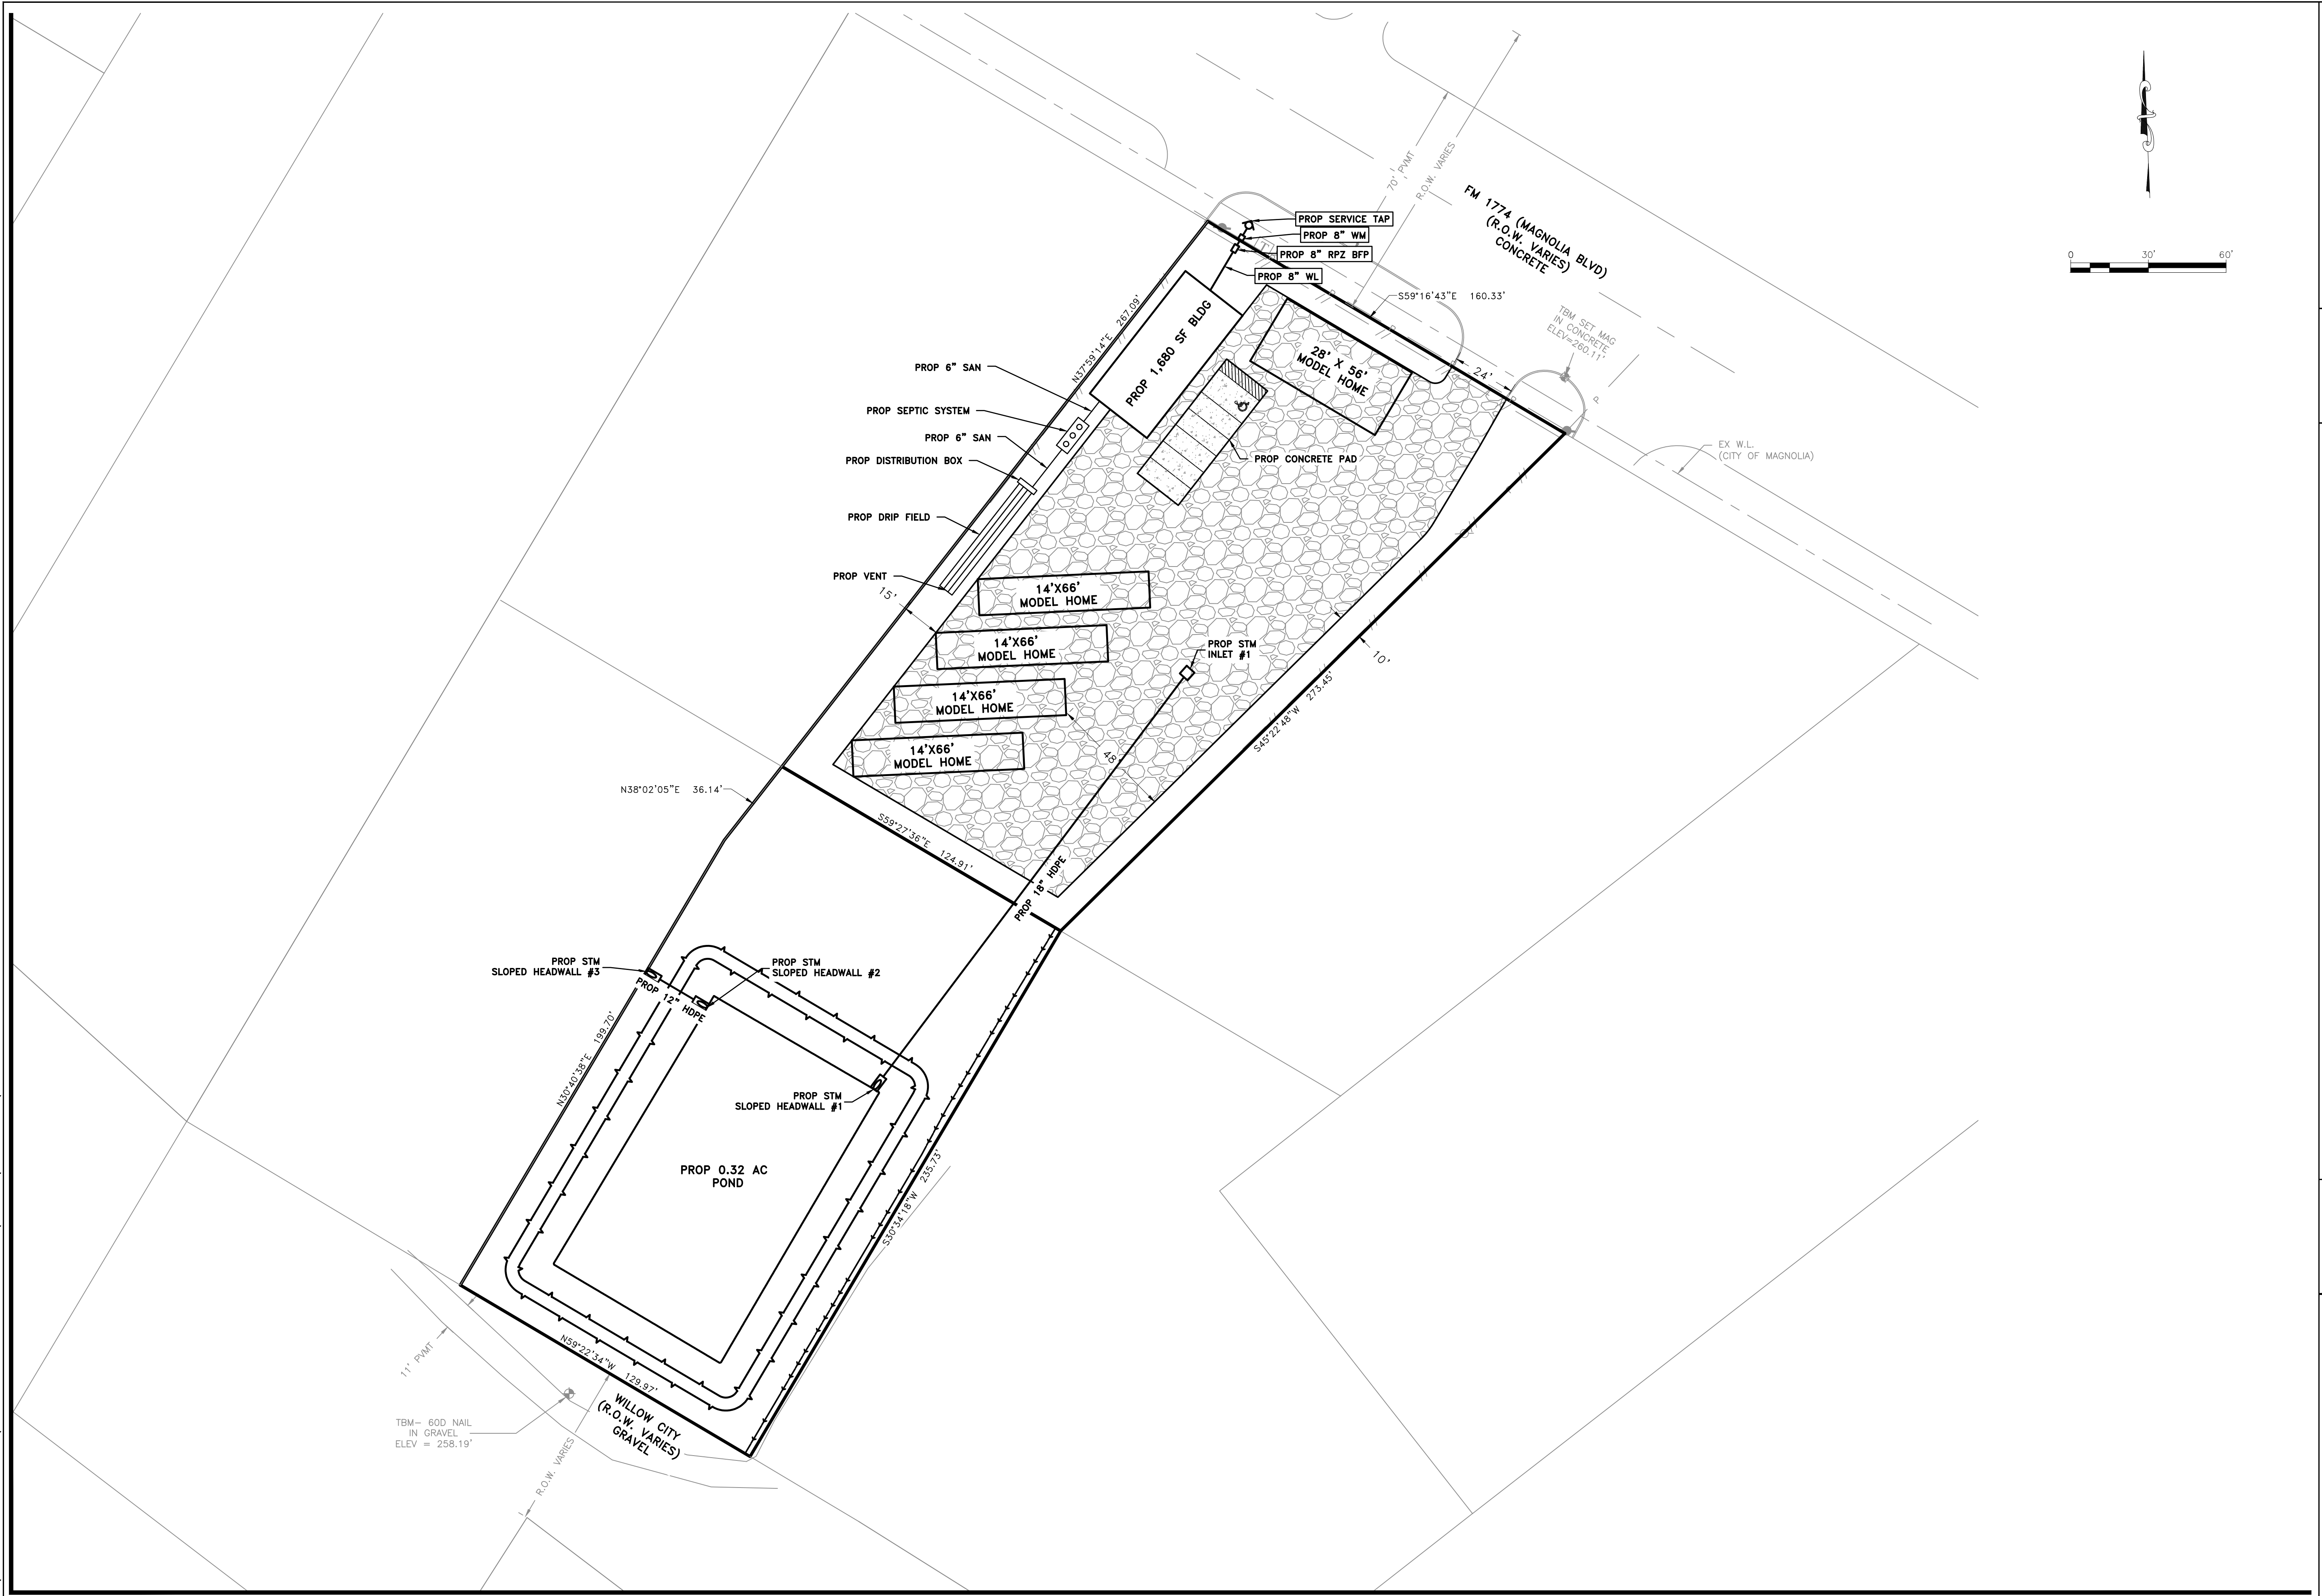 0 30' 60'
70' PVMT
R.O.W. VARIES
FM 1774 (MAGNOLIA BLVD)
(R.O.W. VARIES)
CONCRETE
PROP SERVICE TAP
PROP 8" WM
PROP 8" RPZ BFP
PROP 8" WL
S59°16'43"E 160.33'
TBM SET MAG
IN CONCRETE
ELEV=260.11'
N37°59'14"E 267.09'
PROP 1,680 SF BLDG
28' X 56'
MODEL HOME
24'
P
PROP 6" SAN
PROP SEPTIC SYSTEM
PROP 6" SAN
PROP DISTRIBUTION BOX
PROP CONCRETE PAD
EX W.L.
(CITY OF MAGNOLIA)
PROP DRIP FIELD
PROP VENT
15'
14'X66'
MODEL HOME
14'X66'
MODEL HOME
PROP STM
INLET #1
10'
14'X66'
MODEL HOME
S45°22'48"W 273.45'
14'X66'
MODEL HOME
48'
N38°02'05"E 36.14'
S59°27'36"E 124.91'
PROP 18" HDPE
PROP STM
SLOPED HEADWALL #3
PROP STM
SLOPED HEADWALL #2
PROP 12" HDPE
N30°40'38"E 199.70'
PROP STM
SLOPED HEADWALL #1
PROP 0.32 AC
POND
S30°34'18"W 235.73'
11' PVMT
N59°22'34"W 129.97'
WILLOW CITY
(R.O.W. VARIES)
GRAVEL
TBM- 60D NAIL
IN GRAVEL
ELEV = 258.19'
R.O.W. VARIES